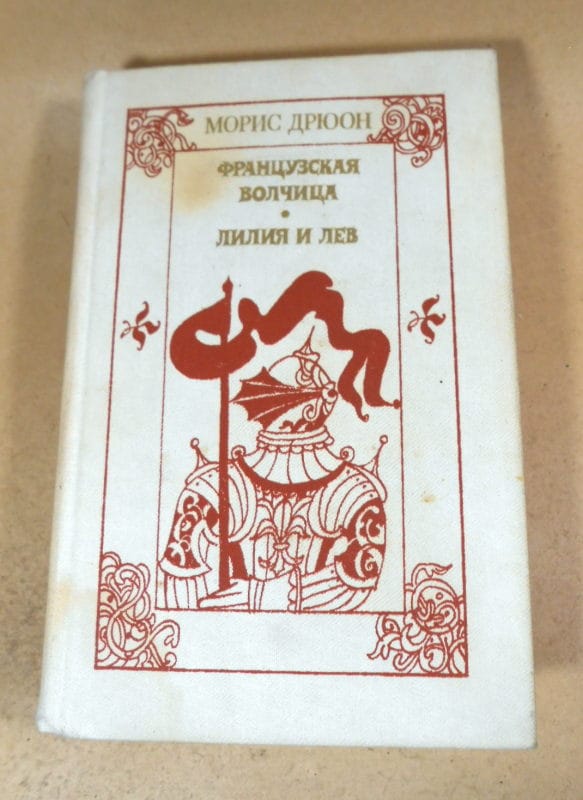 МОРИС ДРЮОН
ФРАНЦУЗСКАЯ
ВОЛЧИЦА
•
ЛИЛИЯ И ЛЕВ